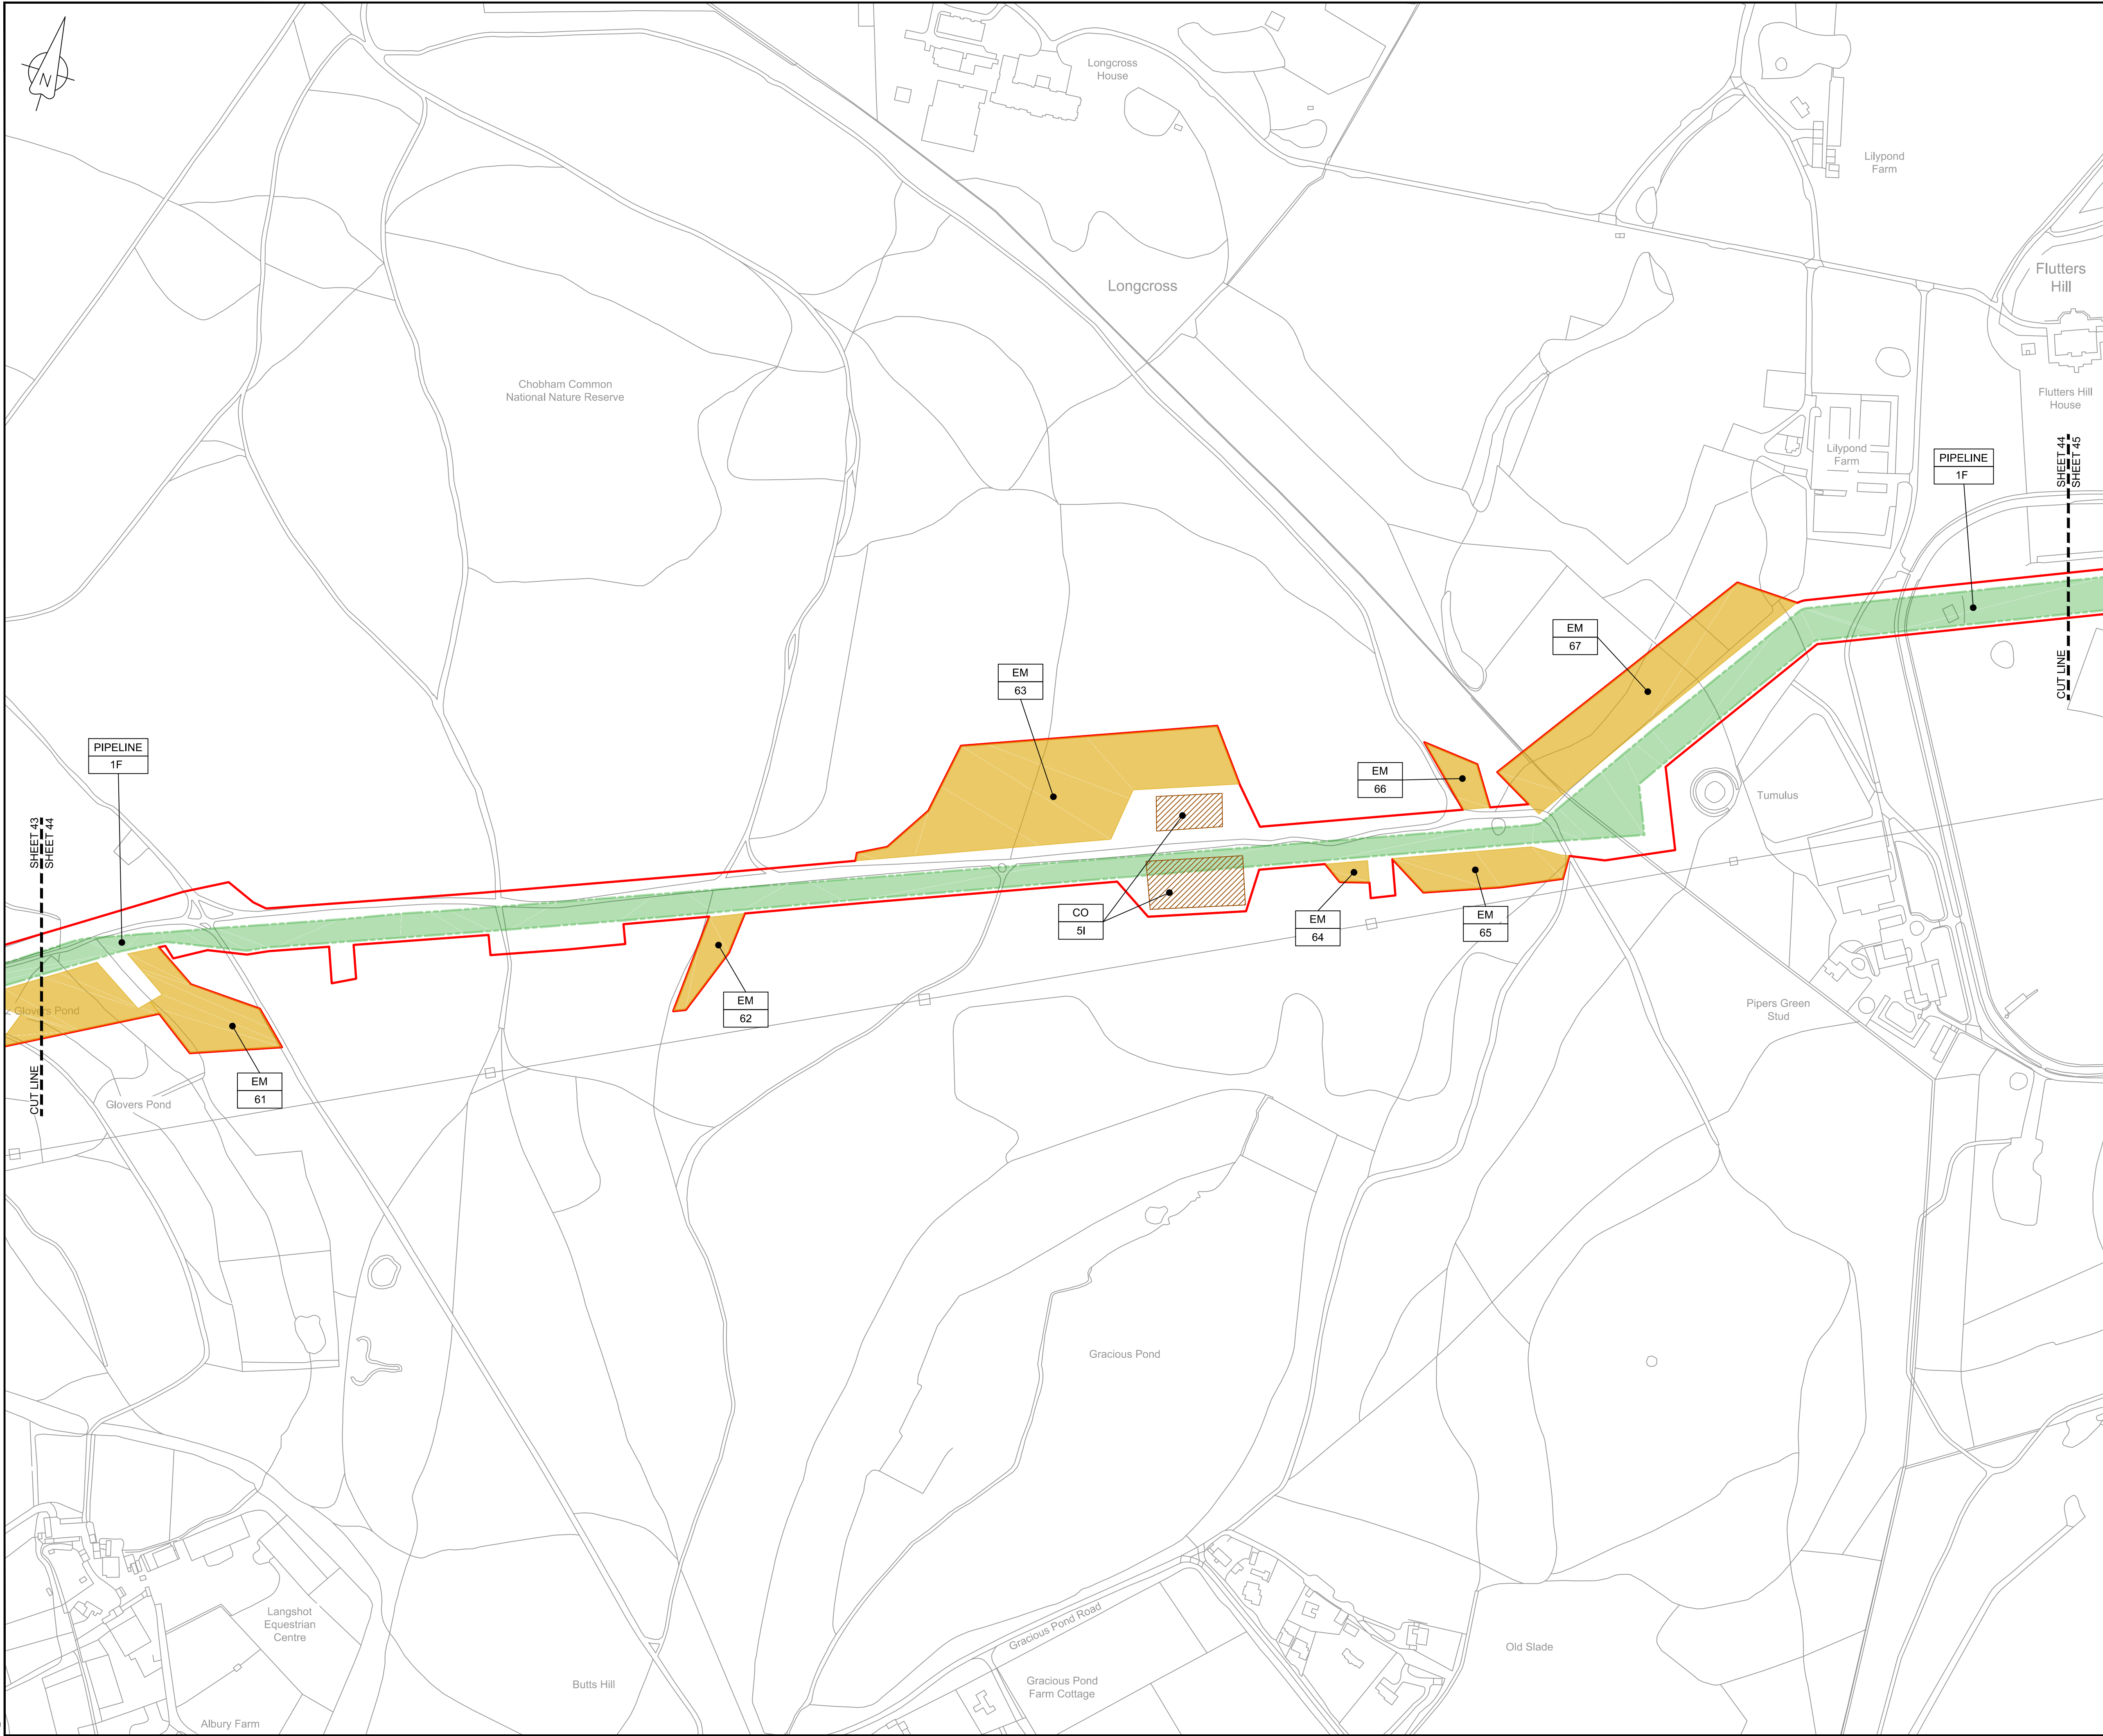 N
Longcross
House
Lilypond
Farm
Flutters
Hill
Longcross
Chobham Common
National Nature Reserve
Flutters Hill
House
Lilypond
Farm
PIPELINE
1F
SHEET 44
SHEET 45
CUT LINE
EM
67
EM
63
PIPELINE
1F
EM
66
Tumulus
SHEET 43
SHEET 44
CUT LINE
CO
5I
EM
64
EM
65
EM
62
Glovers Pond
Pipers Green
Stud
EM
61
Glovers Pond
Gracious Pond
Langshot
Equestrian
Centre
Gracious Pond Road
Old Slade
Butts Hill
Gracious Pond
Farm Cottage
Albury Farm